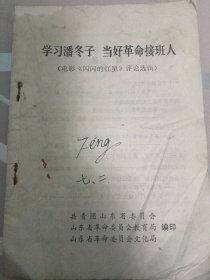 学习潘冬子 当好革命接班人
(电影《闪闪的红星》评论选辑)
Zeng
七.二
共青团山东省委员会
山东省革命委员会教育局 编印
山东省革命委员会文化局